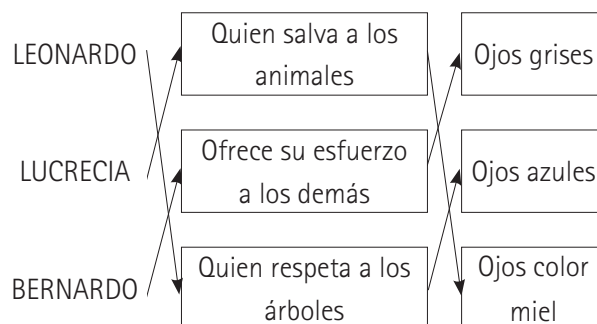 LEONARDO
Quien salva a los
animales
Ojos grises
LUCRECIA
Ofrece su esfuerzo
a los demás
Ojos azules
BERNARDO
Quien respeta a los
árboles
Ojos color
miel